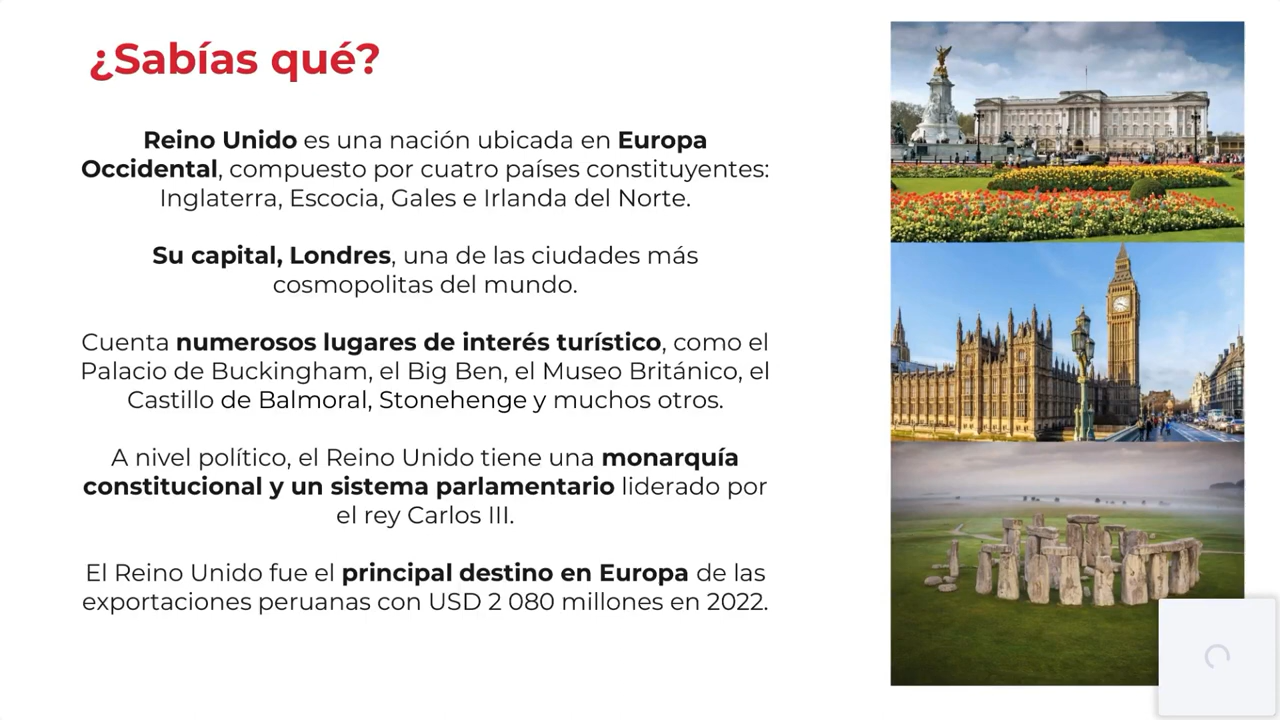 ¿Sabías qué?
Reino Unido es una nación ubicada en Europa
Occidental, compuesto por cuatro países constituyentes:
Inglaterra, Escocia, Gales e Irlanda del Norte.
Su capital, Londres, una de las ciudades más
cosmopolitas del mundo.
Cuenta numerosos lugares de interés turístico, como el
Palacio de Buckingham, el Big Ben, el Museo Británico, el
Castillo de Balmoral, Stonehenge y muchos otros.
A nivel político, el Reino Unido tiene una monarquía
constitucional y un sistema parlamentario liderado por
el rey Carlos III.
El Reino Unido fue el principal destino en Europa de las
exportaciones peruanas con USD 2 080 millones en 2022.